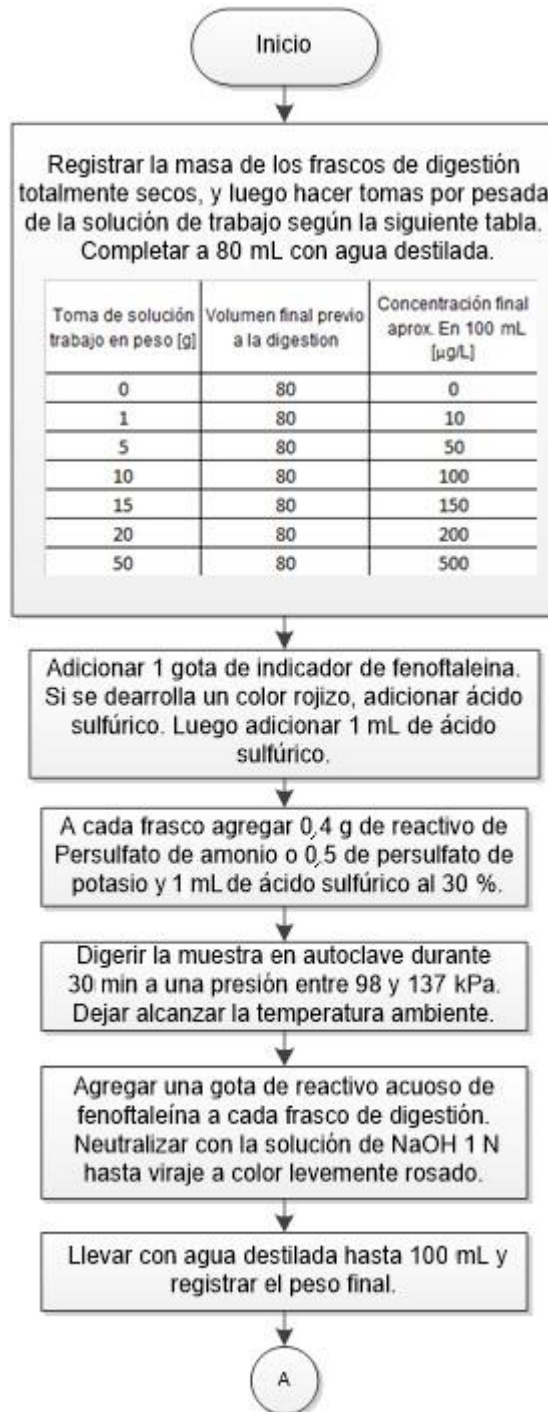 Inicio
Registrar la masa de los frascos de digestión
totalmente secos, y luego hacer tomas por pesada
de la solución de trabajo según la siguiente tabla.
Completar a 80 mL con agua destilada.
Toma de solución trabajo en peso [g] Volumen final previo a la digestion Concentración final aprox. En 100 mL [µg/L]
0 80 0
1 80 10
5 80 50
10 80 100
15 80 150
20 80 200
50 80 500
Adicionar 1 gota de indicador de fenoftaleina.
Si se dearrolla un color rojizo, adicionar ácido
sulfúrico. Luego adicionar 1 mL de ácido
sulfúrico.
A cada frasco agregar 0,4 g de reactivo de
Persulfato de amonio o 0,5 de persulfato de
potasio y 1 mL de ácido sulfúrico al 30 %.
Digerir la muestra en autoclave durante
30 min a una presión entre 98 y 137 kPa.
Dejar alcanzar la temperatura ambiente.
Agregar una gota de reactivo acuoso de
fenoftaleína a cada frasco de digestión.
Neutralizar con la solución de NaOH 1 N
hasta viraje a color levemente rosado.
Llevar con agua destilada hasta 100 mL y
registrar el peso final.
A